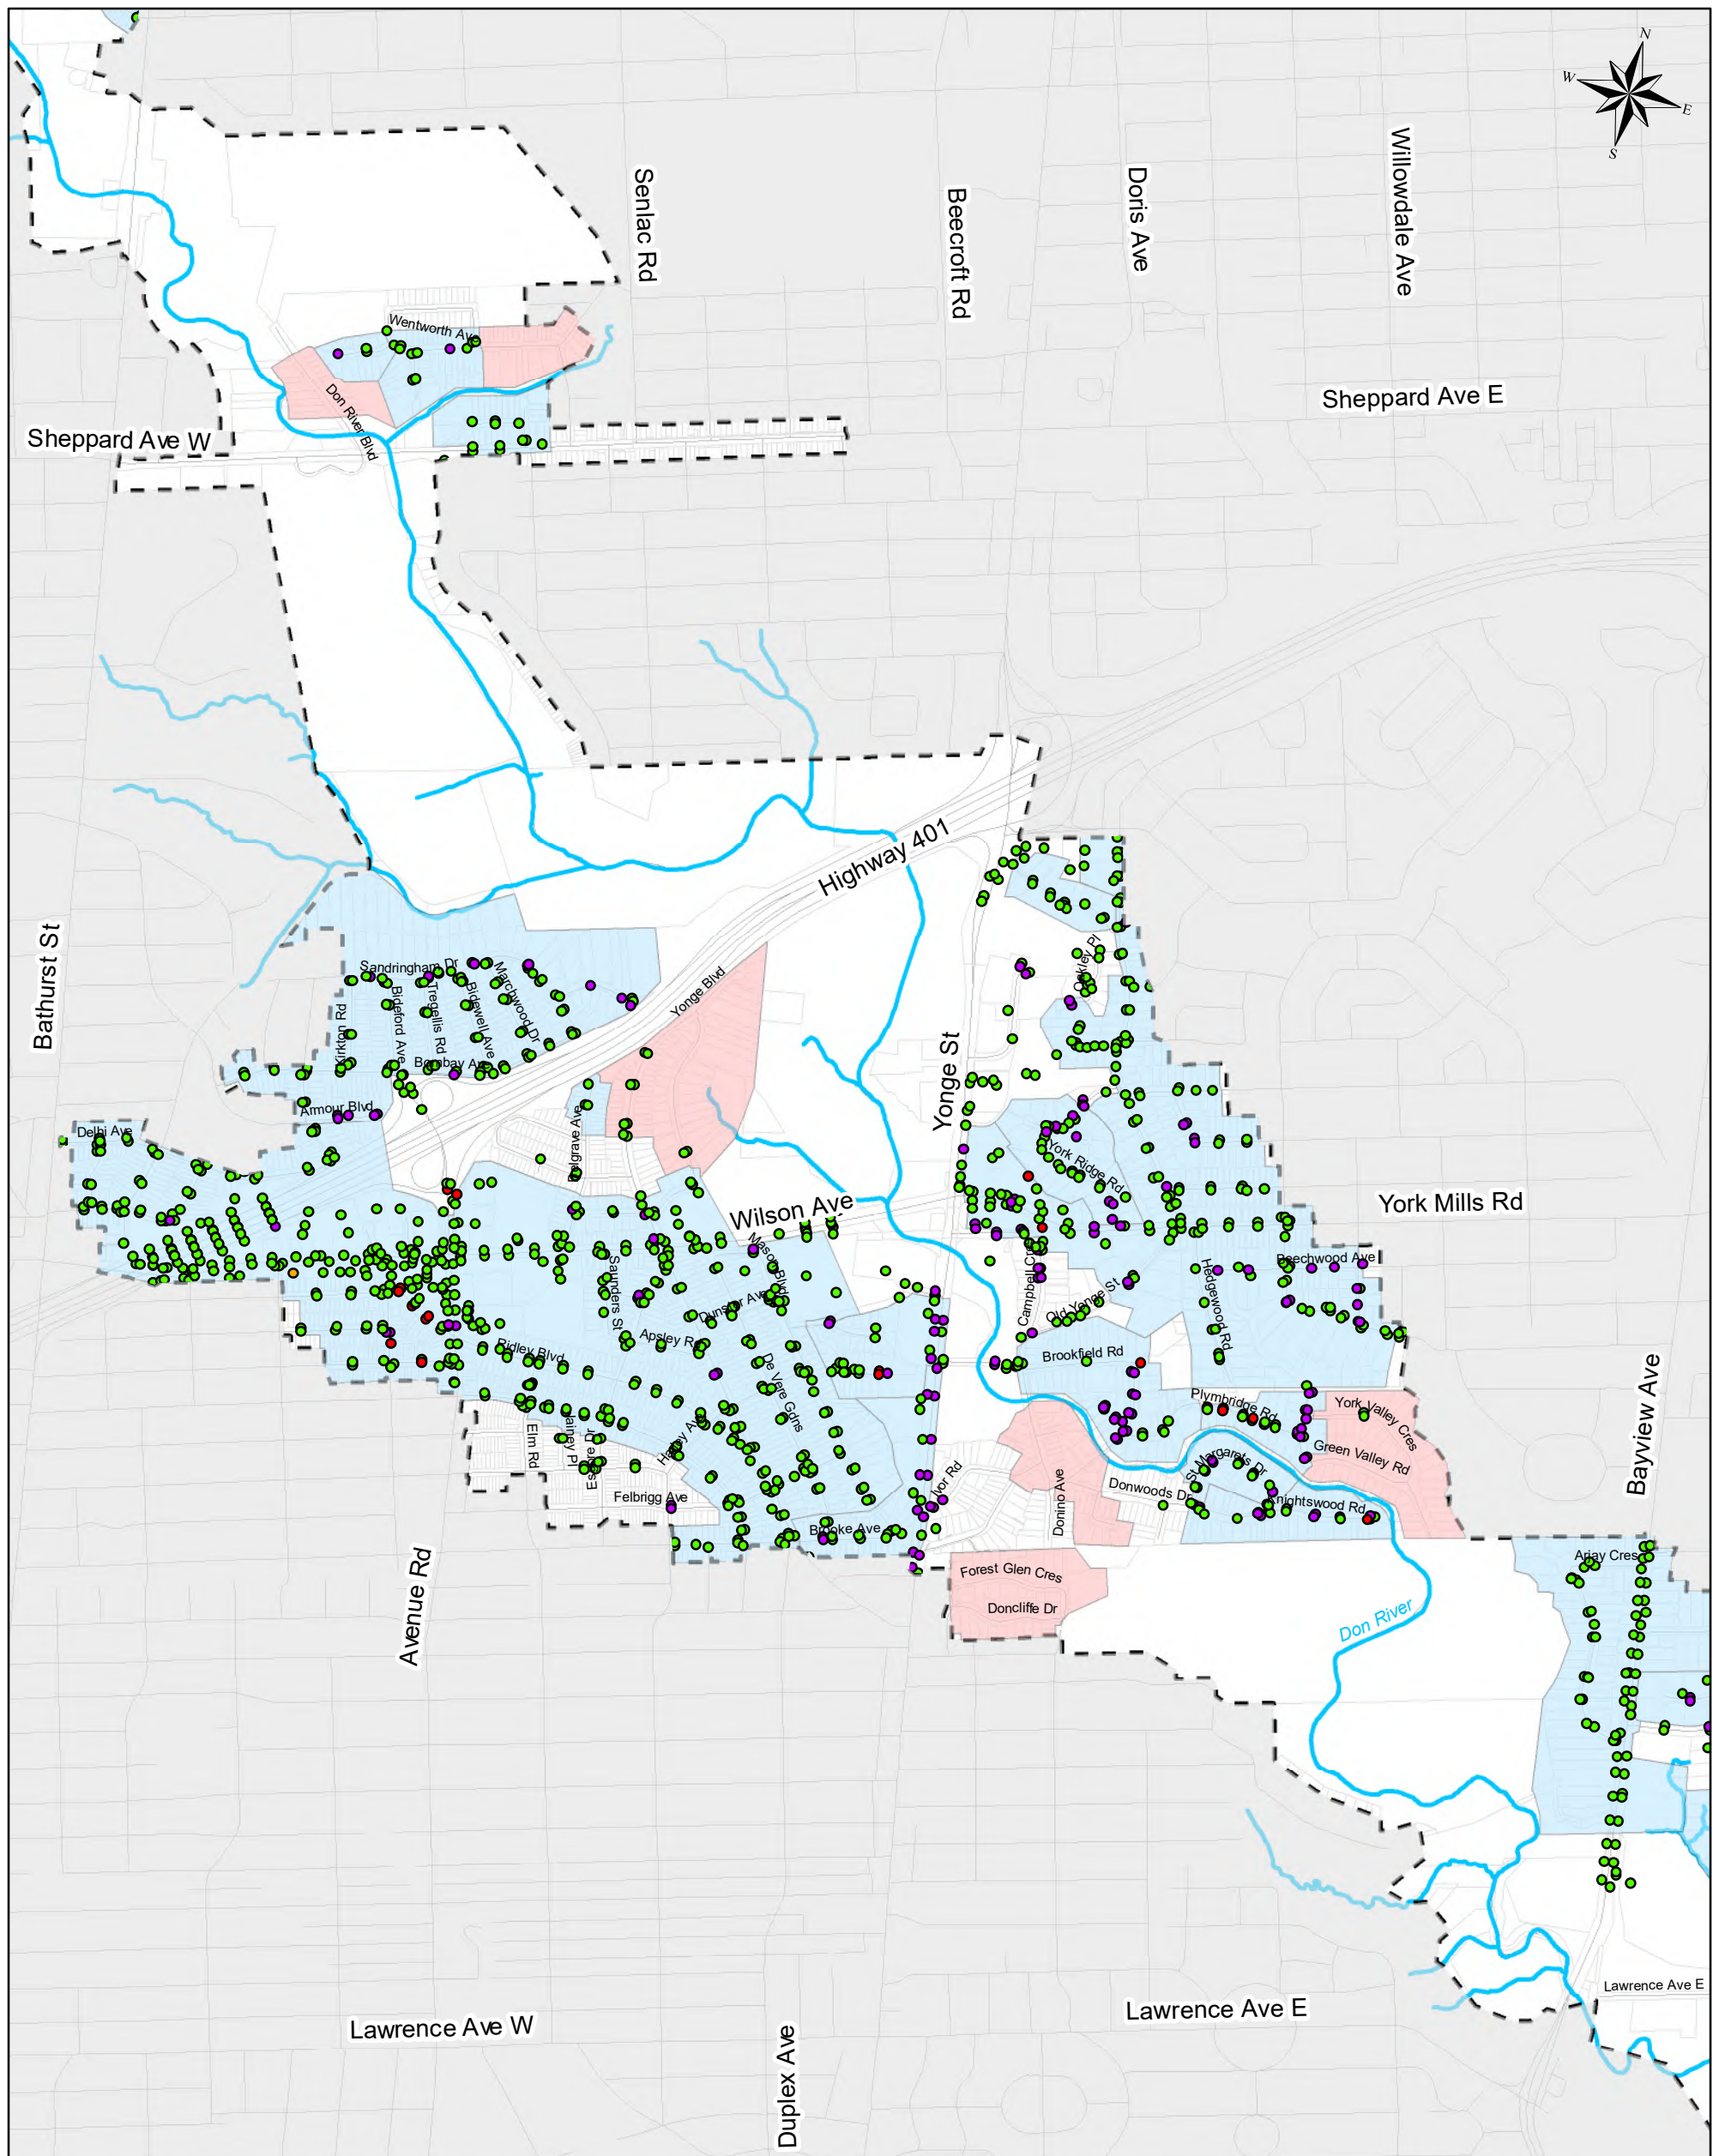 N
W
E
S
Senlac Rd
Beecroft Rd
Doris Ave
Willowdale Ave
Wentworth Ave
Don River Blvd
Sheppard Ave W
Sheppard Ave E
Highway 401
Bathurst St
Sandringham Dr
Kirkton Rd
Bideford Ave
Tregellis Rd
Bidewell Ave
Marchwood Dr
Bombay Ave
Armour Blvd
Delhi Ave
Yonge Blvd
Belgrave Ave
Yonge St
Oakley Pl
York Ridge Rd
Wilson Ave
York Mills Rd
Mason Blvd
Saunders St
Dunster Ave
Apsley Rd
Ridley Blvd
De Vere Gdns
Campbell Cres
Old Yonge St
Hedgewood Rd
Beechwood Ave
Brookfield Rd
Plymbridge Rd
York Valley Cres
Green Valley Rd
Bayview Ave
Elm Rd
Haley Ave
Felbrigg Ave
Brooke Ave
Ivor Rd
Donino Ave
Donwoods Dr
St Margarets Dr
Knightswood Rd
Forest Glen Cres
Doncliffe Dr
Arjay Cres
Don River
Avenue Rd
Lawrence Ave E
Lawrence Ave W
Lawrence Ave E
Duplex Ave